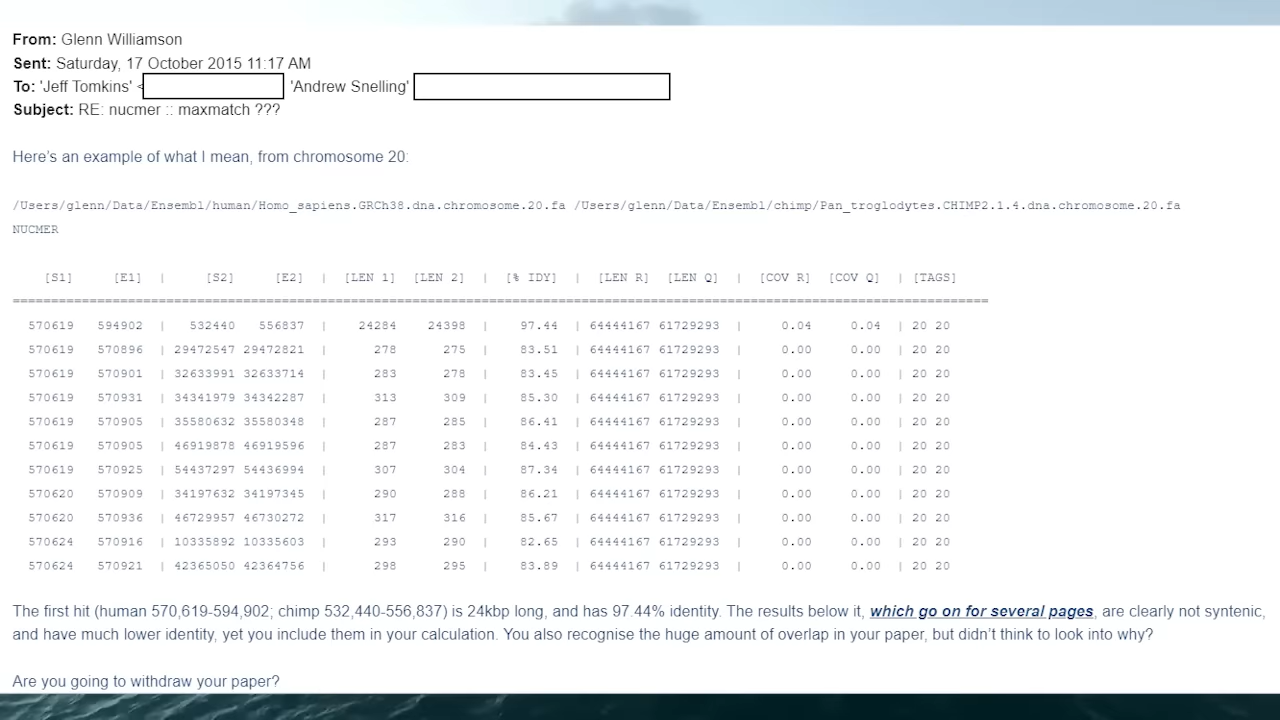 From: Glenn Williamson
Sent: Saturday, 17 October 2015 11:17 AM
To: 'Jeff Tomkins' < 'Andrew Snelling'
Subject: RE: nucmer :: maxmatch ???
Here's an example of what I mean, from chromosome 20:
/Users/glenn/Data/Ensembl/human/Homo_sapiens.GRCh38.dna.chromosome.20.fa /Users/glenn/Data/Ensembl/chimp/Pan_troglodytes.CHIMP2.1.4.dna.chromosome.20.fa
NUCMER
[S1] [E1] | [S2] [E2] | [LEN 1] [LEN 2] | [% IDY] | [LEN R] [LEN Q] | [COV R] [COV Q] | [TAGS]
===============================================================================================================================
570619 594902 | 532440 556837 | 24284 24398 | 97.44 | 64444167 61729293 | 0.04 0.04 | 20 20
570619 570896 | 29472547 29472821 | 278 275 | 83.51 | 64444167 61729293 | 0.00 0.00 | 20 20
570619 570901 | 32633991 32633714 | 283 278 | 83.45 | 64444167 61729293 | 0.00 0.00 | 20 20
570619 570931 | 34341979 34342287 | 313 309 | 85.30 | 64444167 61729293 | 0.00 0.00 | 20 20
570619 570905 | 35580632 35580348 | 287 285 | 86.41 | 64444167 61729293 | 0.00 0.00 | 20 20
570619 570905 | 46919878 46919596 | 287 283 | 84.43 | 64444167 61729293 | 0.00 0.00 | 20 20
570619 570925 | 54437297 54436994 | 307 304 | 87.34 | 64444167 61729293 | 0.00 0.00 | 20 20
570620 570909 | 34197632 34197345 | 290 288 | 86.21 | 64444167 61729293 | 0.00 0.00 | 20 20
570620 570936 | 46729957 46730272 | 317 316 | 85.67 | 64444167 61729293 | 0.00 0.00 | 20 20
570624 570916 | 10335892 10335603 | 293 290 | 82.65 | 64444167 61729293 | 0.00 0.00 | 20 20
570624 570921 | 42365050 42364756 | 298 295 | 83.89 | 64444167 61729293 | 0.00 0.00 | 20 20
The first hit (human 570,619-594,902; chimp 532,440-556,837) is 24kbp long, and has 97.44% identity. The results below it, which go on for several pages, are clearly not syntenic,
and have much lower identity, yet you include them in your calculation. You also recognise the huge amount of overlap in your paper, but didn't think to look into why?
Are you going to withdraw your paper?